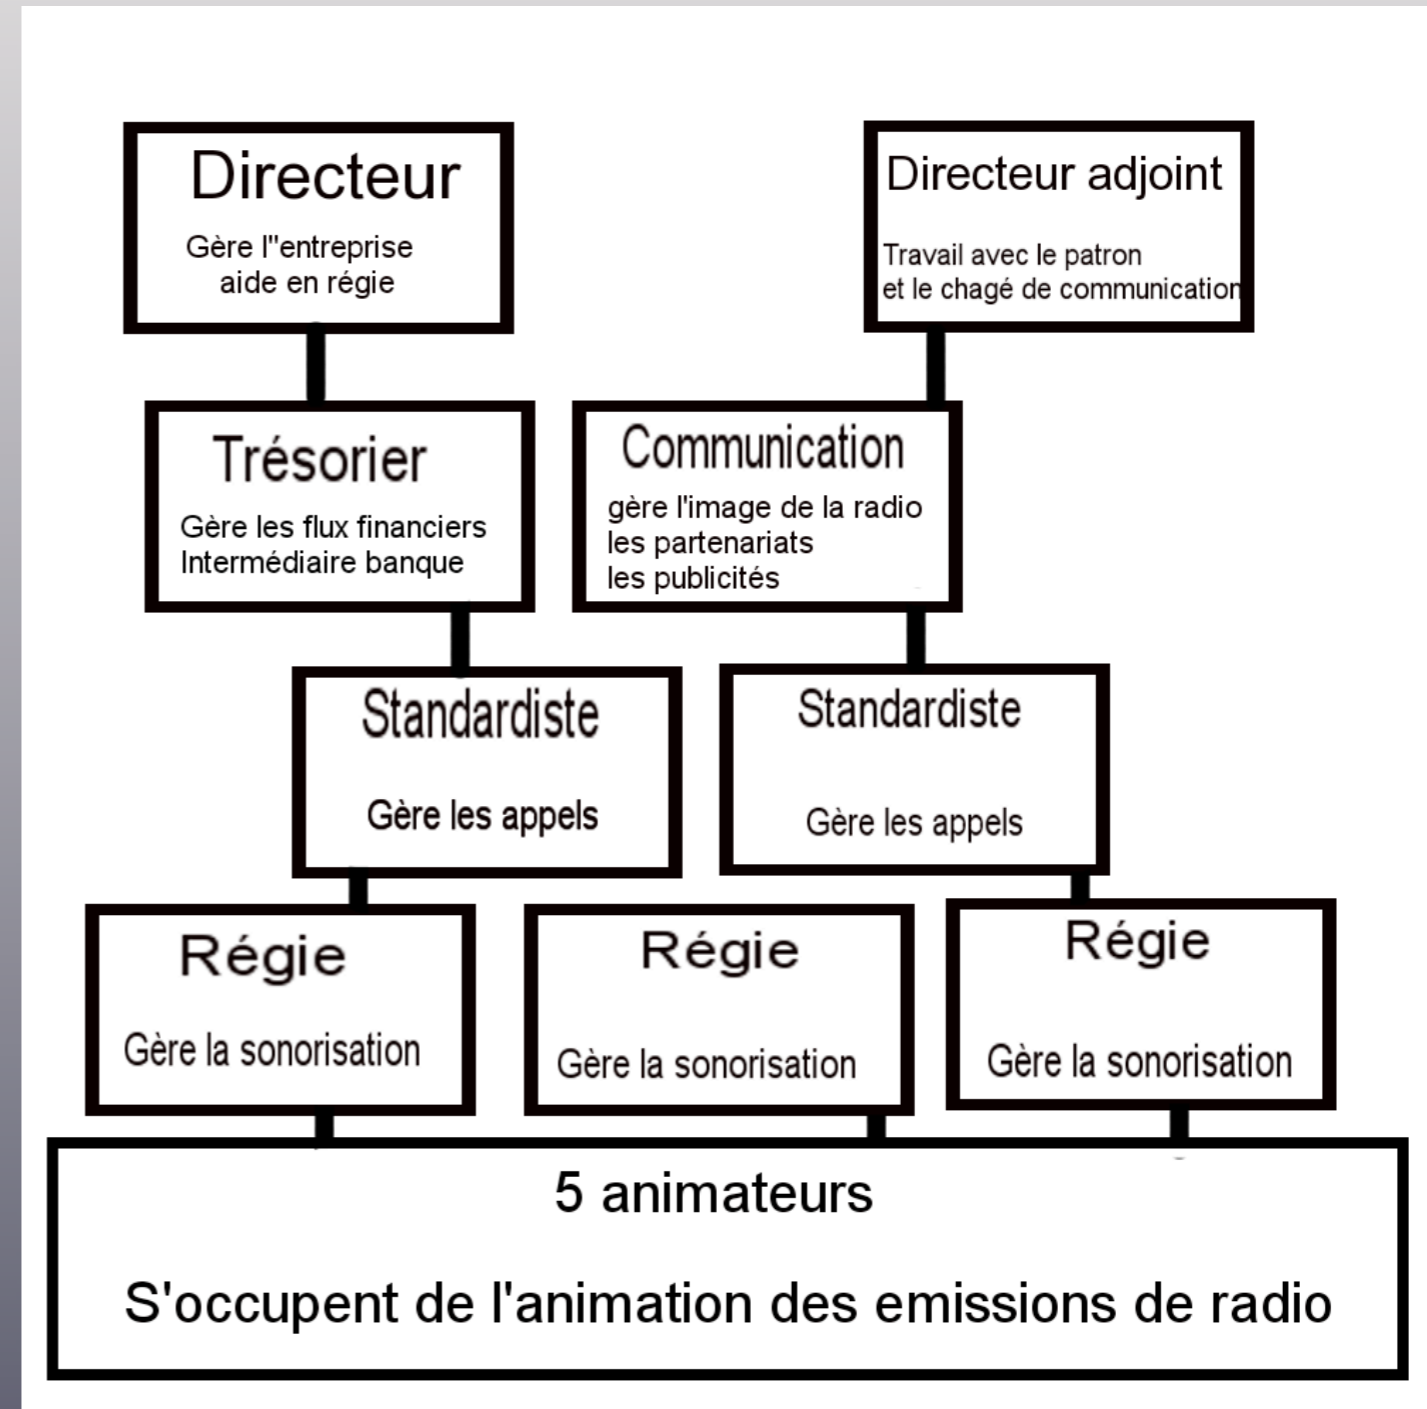 Directeur
Gère l"entreprise
aide en régie
Directeur adjoint
Travail avec le patron
et le chagé de communication
Trésorier
Gère les flux financiers
Intermédiaire banque
Communication
gère l'image de la radio
les partenariats
les publicités
Standardiste
Gère les appels
Standardiste
Gère les appels
Régie
Gère la sonorisation
Régie
Gère la sonorisation
Régie
Gère la sonorisation
5 animateurs
S'occupent de l'animation des emissions de radio